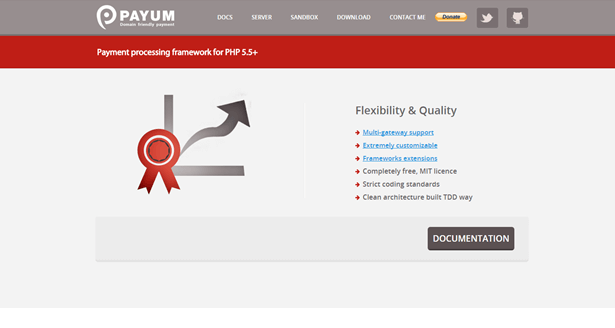 PAYUM
Domain friendly payment
DOCS
SERVER
SANDBOX
DOWNLOAD
CONTACT ME
Donate
Payment processing framework for PHP 5.5+
Flexibility & Quality
Multi-gateway support
Extremely customizable
Frameworks extensions
Completely free, MIT licence
Strict coding standards
Clean architecture built TDD way
DOCUMENTATION